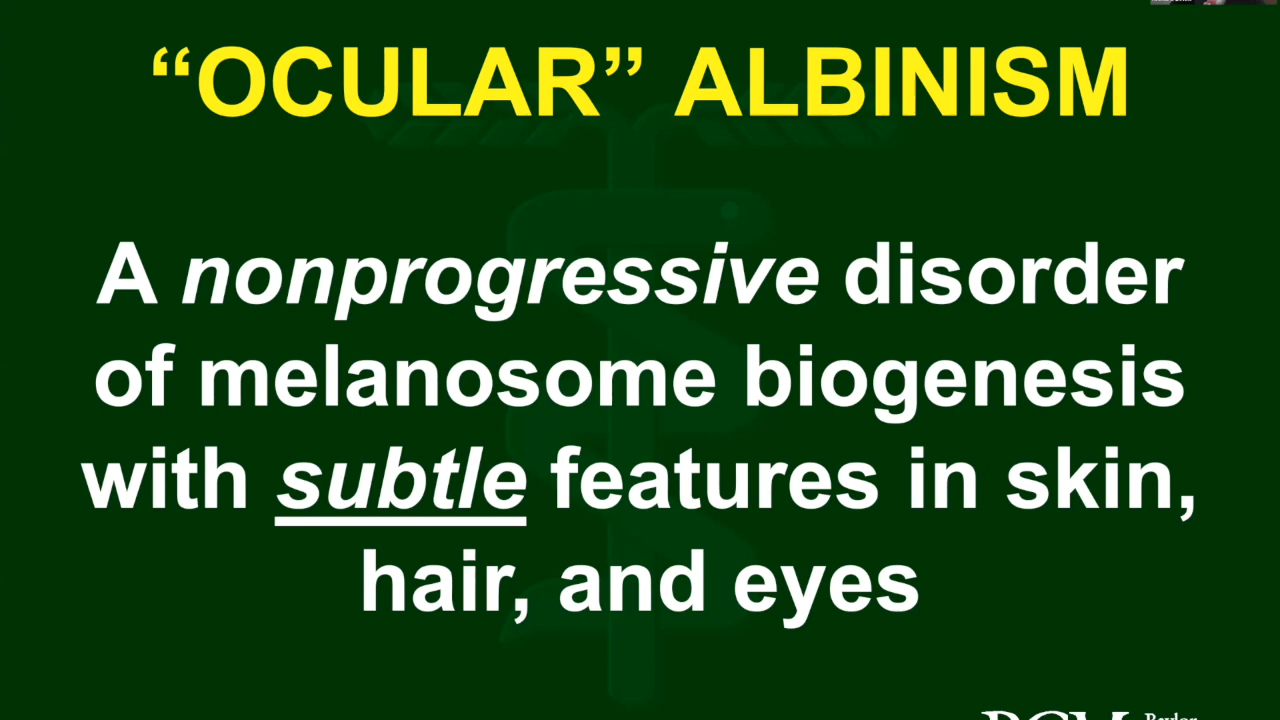 “OCULAR” ALBINISM
A nonprogressive disorder
of melanosome biogenesis
with subtle features in skin,
hair, and eyes